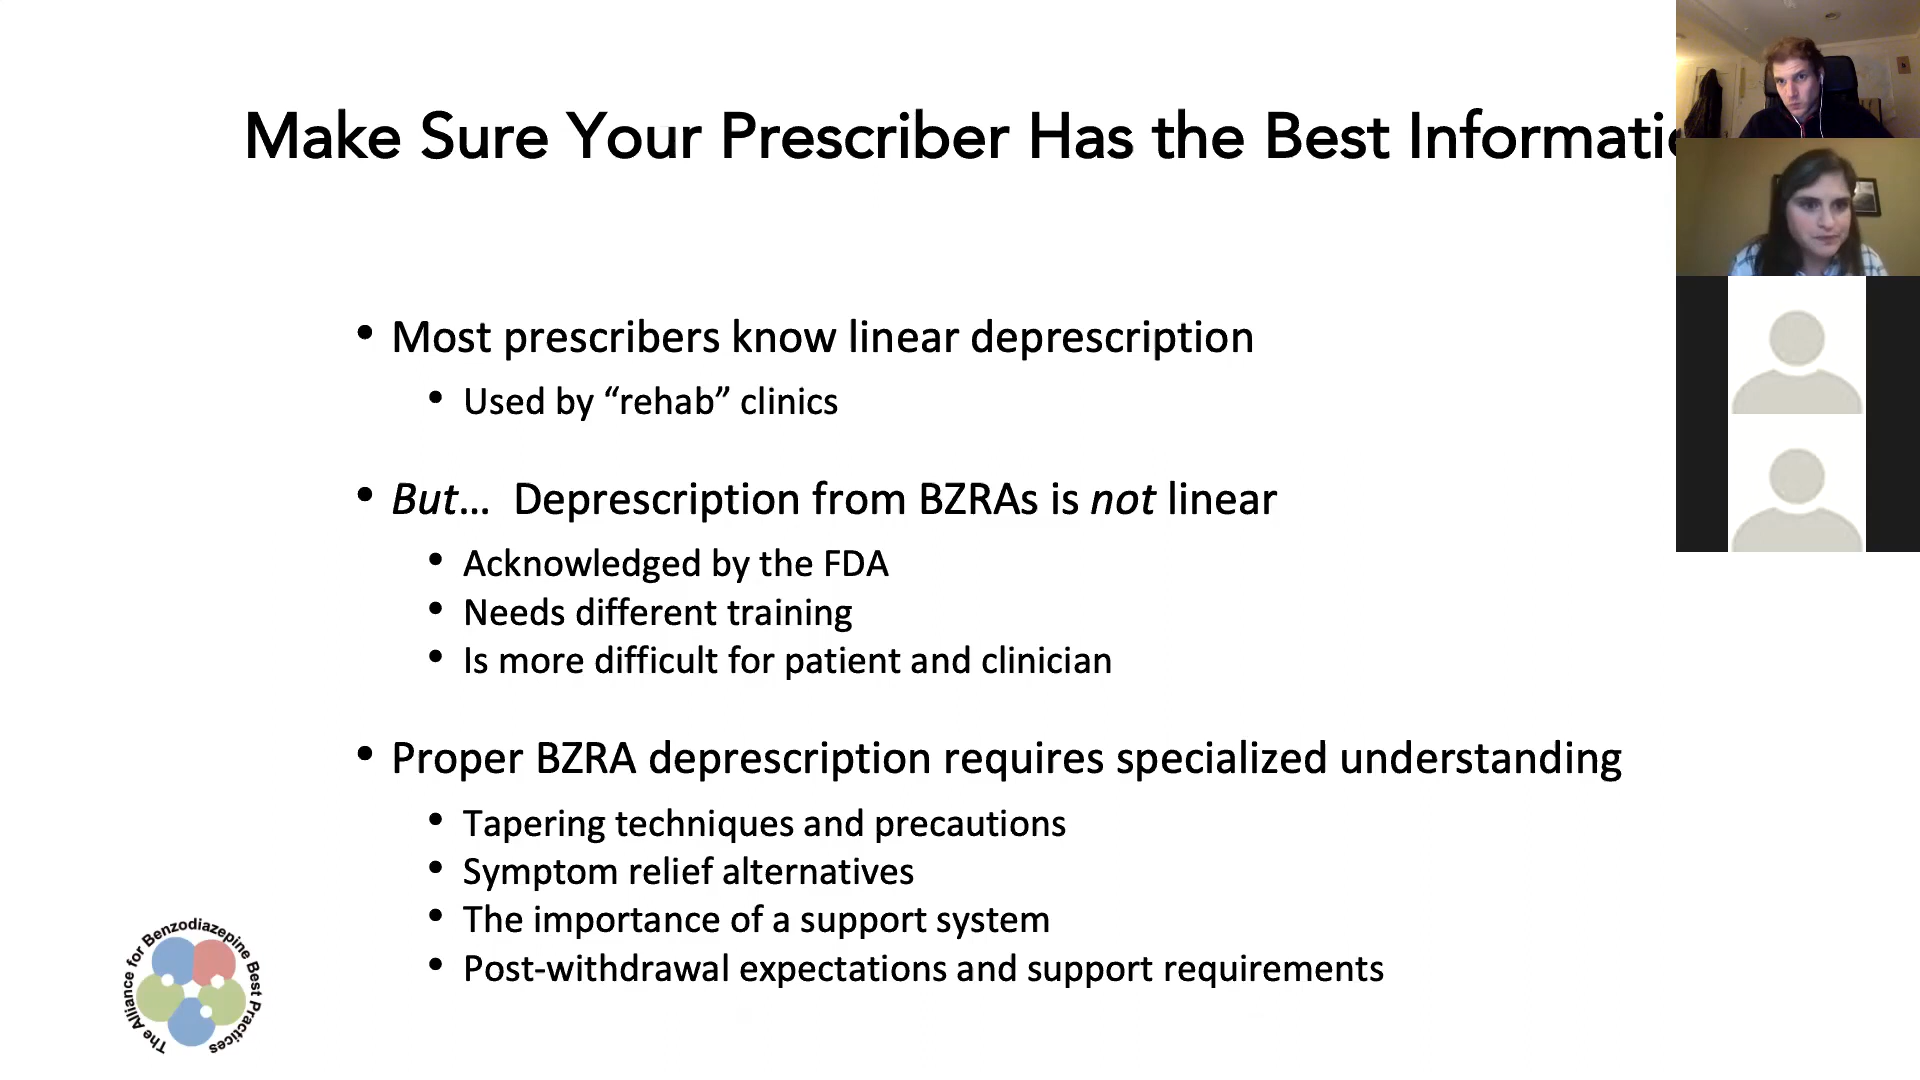 Make Sure Your Prescriber Has the Best Informati
• Most prescribers know linear deprescription
• Used by “rehab” clinics
• But… Deprescription from BZRAs is not linear
• Acknowledged by the FDA
• Needs different training
• Is more difficult for patient and clinician
• Proper BZRA deprescription requires specialized understanding
• Tapering techniques and precautions
• Symptom relief alternatives
• The importance of a support system
• Post-withdrawal expectations and support requirements
The Alliance for Benzodiazepine Best Practices